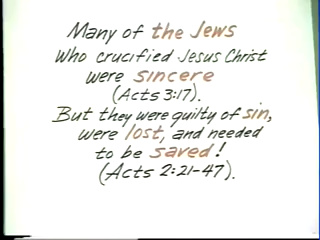 Many of the Jews
Who crucified Jesus Christ
were sincere
(Acts 3:17).
But they were guilty of sin,
were lost, and needed
to be saved!
(Acts 2:21-47).